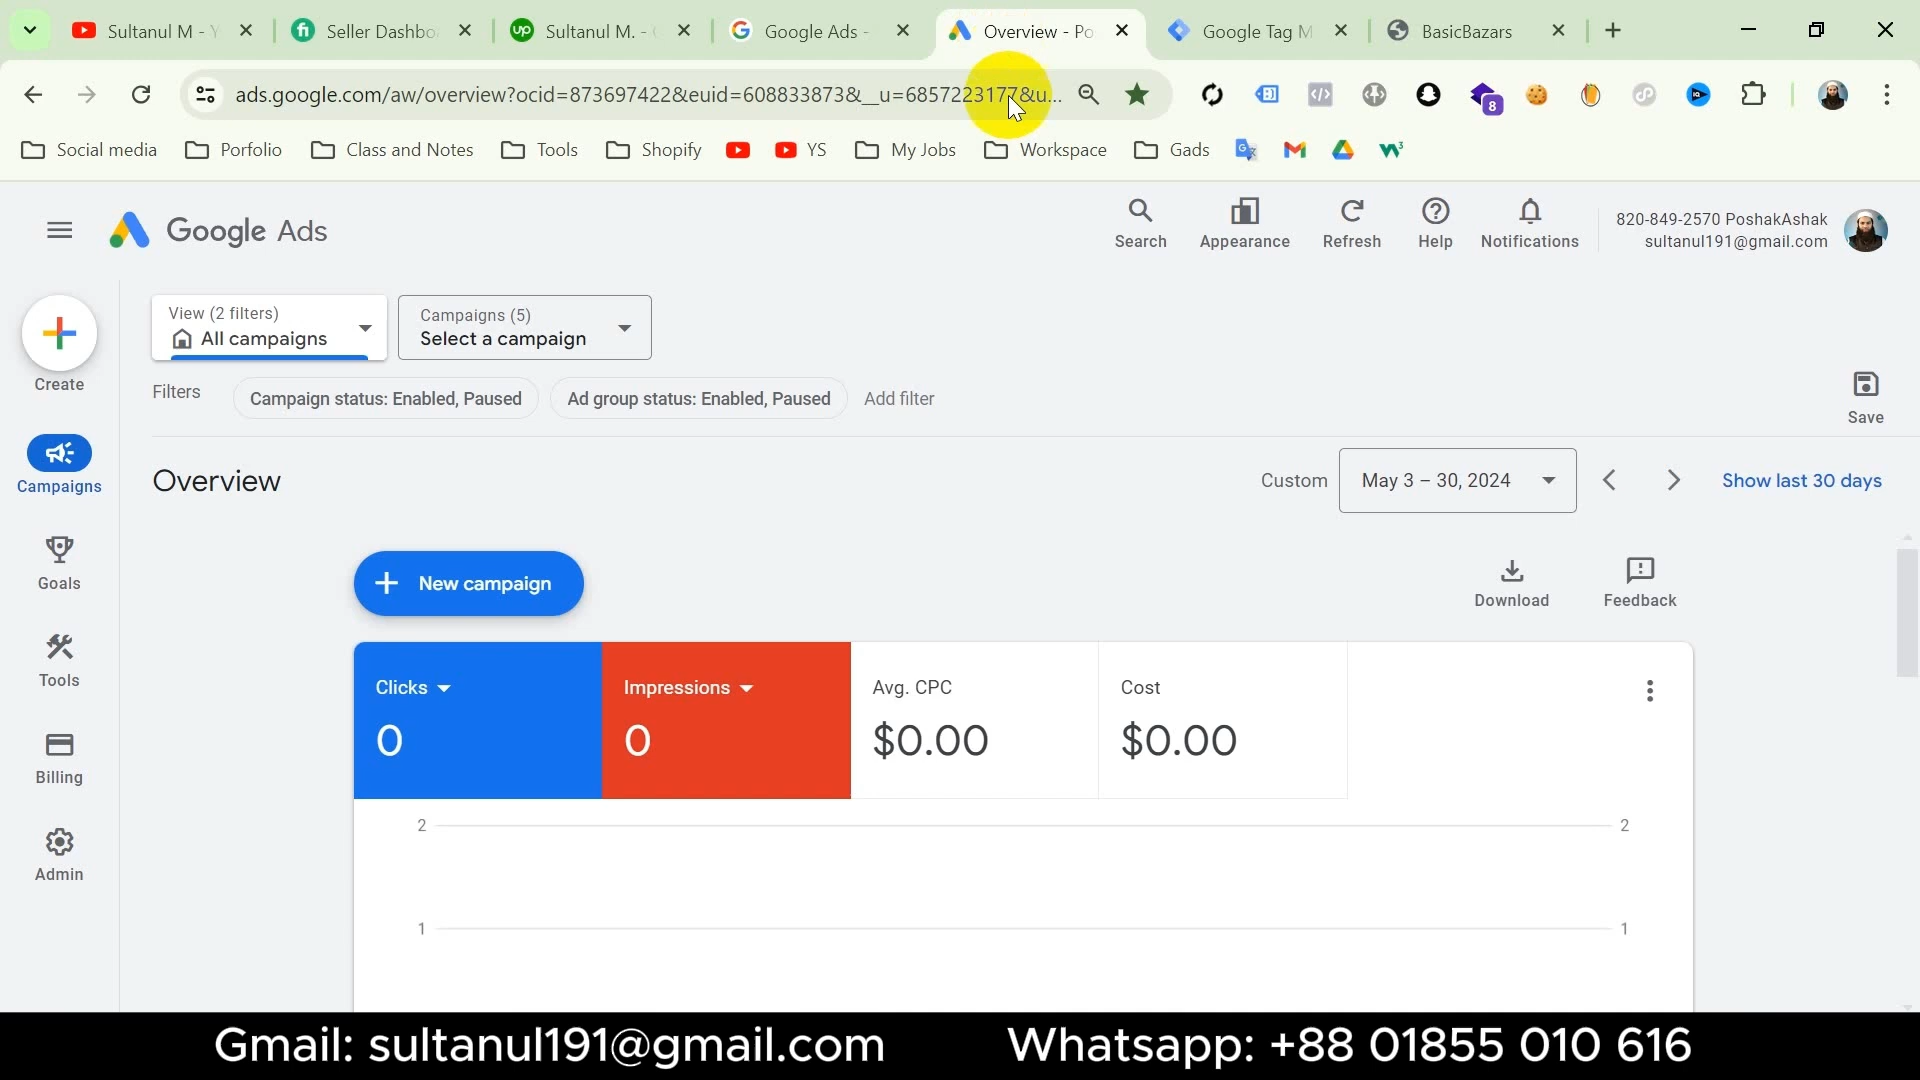 Sultanul M - Y
Seller Dashbo
up
Sultanul M. -
Google Ads -
Overview - Po
Google Tag M
BasicBazars
ads.google.com/aw/overview?ocid=873697422&euid=608833873&__u=6857223177&u...
8
Social media
Porfolio
Class and Notes
Tools
Shopify
YS
My Jobs
Workspace
Gads
Google Ads
Search
Appearance
Refresh
Help
Notifications
820-849-2570 PoshakAshak
sultanul191@gmail.com
View (2 filters)
All campaigns
Campaigns (5)
Select a campaign
Create
Filters
Campaign status: Enabled, Paused
Ad group status: Enabled, Paused
Add filter
Save
Campaigns
Overview
Custom
May 3 – 30, 2024
Show last 30 days
Goals
New campaign
Download
Feedback
Tools
Clicks
0
Impressions
0
Avg. CPC
$0.00
Cost
$0.00
Billing
2
2
Admin
1
1
Gmail: sultanul191@gmail.com
Whatsapp: +88 01855 010 616